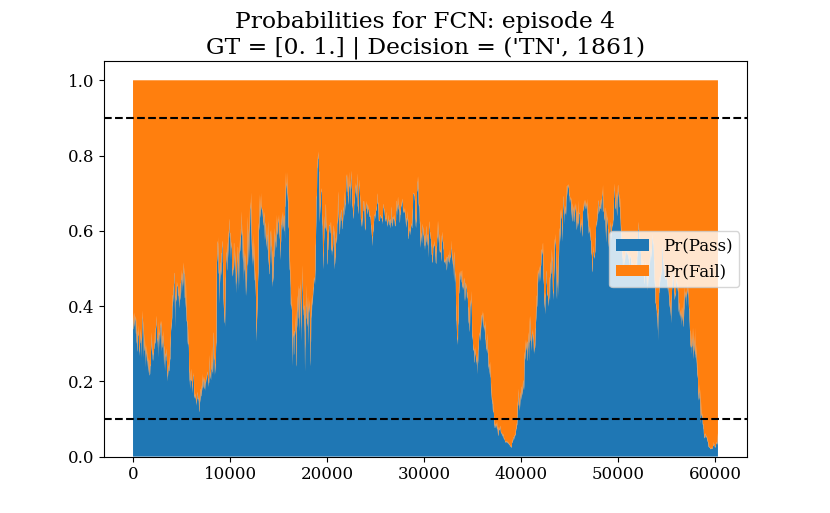 Probabilities for FCN: episode 4
GT = [0. 1.] | Decision = ('TN', 1861)
1.0
0.8
0.6
0.4
0.2
0.0
Pr(Pass)
Pr(Fail)
0 10000 20000 30000 40000 50000 60000